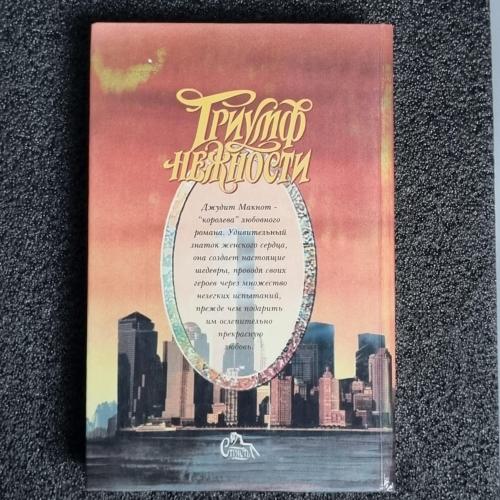 Триумф
нежности
Джудит Макнот -
"королева" любовного
романа. Удивительный
знаток женского сердца,
она создает настоящие
шедевры, проводя своих
героев через множество
нелегких испытаний,
прежде чем подарить
им ослепительно
прекрасную
любовь.